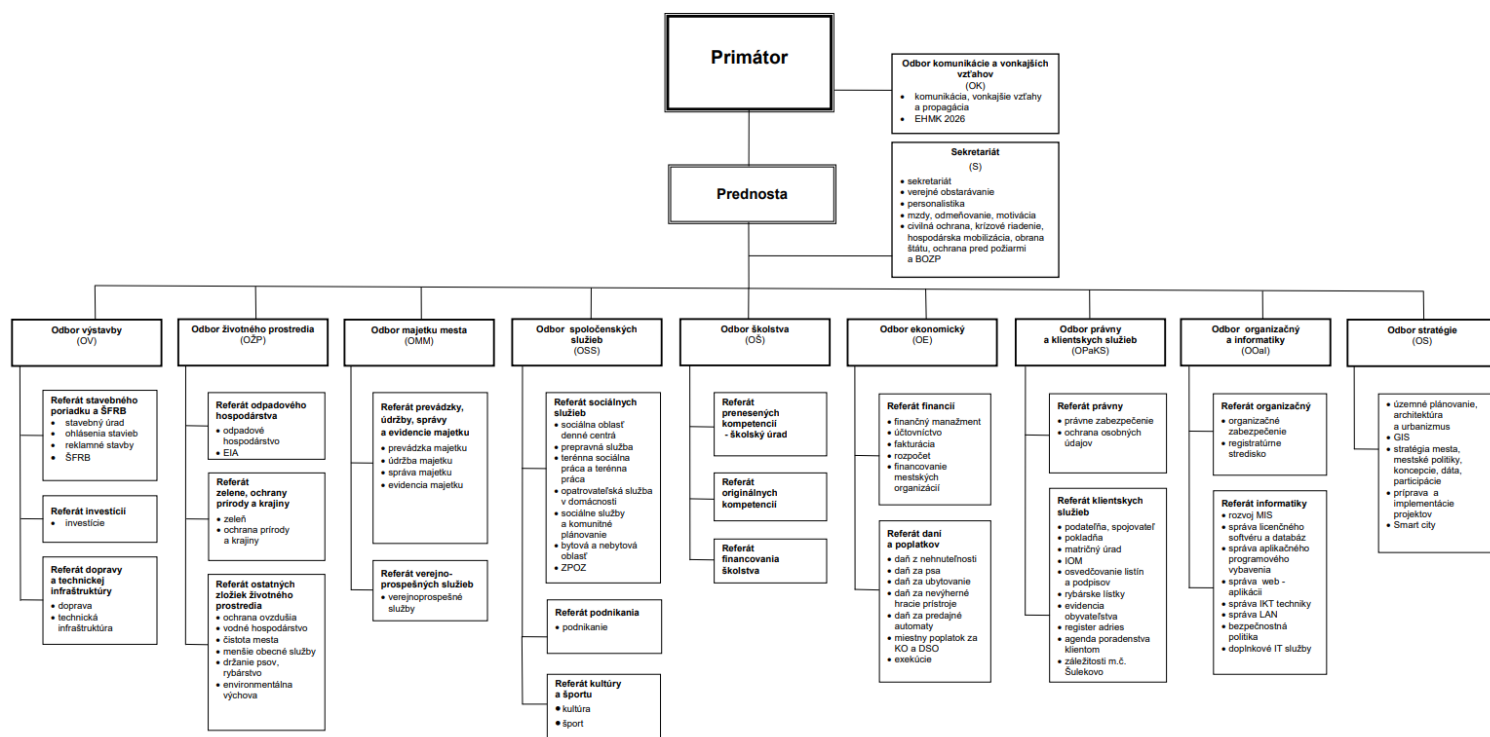 Primátor
Odbor komunikácie a vonkajších
vzťahov
(OK)
• komunikácia, vonkajšie vzťahy
a propagácia
• EHMK 2026
Prednosta
Sekretariát
(S)
• sekretariát
• verejné obstarávanie
• personalistika
• mzdy, odmeňovanie, motivácia
• civilná ochrana, krízové riadenie,
hospodárska mobilizácia, obrana
štátu, ochrana pred požiarmi
a BOZP
Odbor výstavby
(OV)
Referát stavebného
poriadku a ŠFRB
• stavebný úrad
• ohlásenia stavieb
• reklamné stavby
• ŠFRB
Referát investícií
• investície
Referát dopravy
a technickej
infraštruktúry
• doprava
• technická
infraštruktúra
Odbor životného prostredia
(OŽP)
Referát odpadového
hospodárstva
• odpadové
hospodárstvo
• EIA
Referát
zelene, ochrany
prírody a krajiny
• zeleň
• ochrana prírody
a krajiny
Referát ostatných
zložiek životného
prostredia
• ochrana ovzdušia
• vodné hospodárstvo
• čistota mesta
• menšie obecné služby
• držanie psov,
rybárstvo
• environmentálna
výchova
Odbor majetku mesta
(OMM)
Referát prevádzky,
údržby, správy
a evidencie majetku
• prevádzka majetku
• údržba majetku
• správa majetku
• evidencia majetku
Referát verejno-
prospešných služieb
• verejnoprospešné
služby
Odbor spoločenských
služieb
(OSS)
Referát sociálnych
služieb
• sociálna oblasť
denné centrá
• prepravná služba
• terénna sociálna
práca a terénna
práca
• opatrovateľská služba
v domácnosti
• sociálne služby
a komunitné
plánovanie
• bytová a nebytová
oblasť
• ZPOZ
Referát podnikania
• podnikanie
Referát kultúry
a športu
• kultúra
• šport
Odbor školstva
(OŠ)
Referát
prenesených
kompetencií
- školský úrad
Referát
originálnych
kompetencií
Referát
financovania
školstva
Odbor ekonomický
(OE)
Referát financií
• finančný manažment
• účtovníctvo
• fakturácia
• rozpočet
• financovanie
mestských
organizácií
Referát daní
a poplatkov
• daň z nehnuteľnosti
• daň za psa
• daň za ubytovanie
• daň za nevýherné
hracie prístroje
• daň za predajné
automaty
• miestny poplatok za
KO a DSO
• exekúcie
Odbor právny
a klientskych služieb
(OPaKS)
Referát právny
• právne zabezpečenie
• ochrana osobných
údajov
Referát klientskych
služieb
• podateľňa, spojovateľ
• pokladňa
• matričný úrad
• IOM
• osvedčovanie listín
a podpisov
• rybárske lístky
• evidencia
obyvateľstva
• register adries
• agenda poradenstva
klientom
• záležitosti m.č.
Šulekovo
Odbor organizačný
a informatiky
(OOaI)
Referát organizačný
• organizačné
zabezpečenie
• registratúrne
stredisko
Referát informatiky
• rozvoj MIS
• správa licenčného
softvéru a databáz
• správa aplikačného
programového
vybavenia
• správa web -
aplikácií
• správa IKT techniky
• správa LAN
• bezpečnostná
politika
• doplnkové IT služby
Odbor stratégie
(OS)
• územné plánovanie,
architektúra
a urbanizmus
• GIS
• stratégia mesta,
mestské politiky,
koncepcie, dáta,
participácie
• príprava a
implementácie
projektov
• Smart city